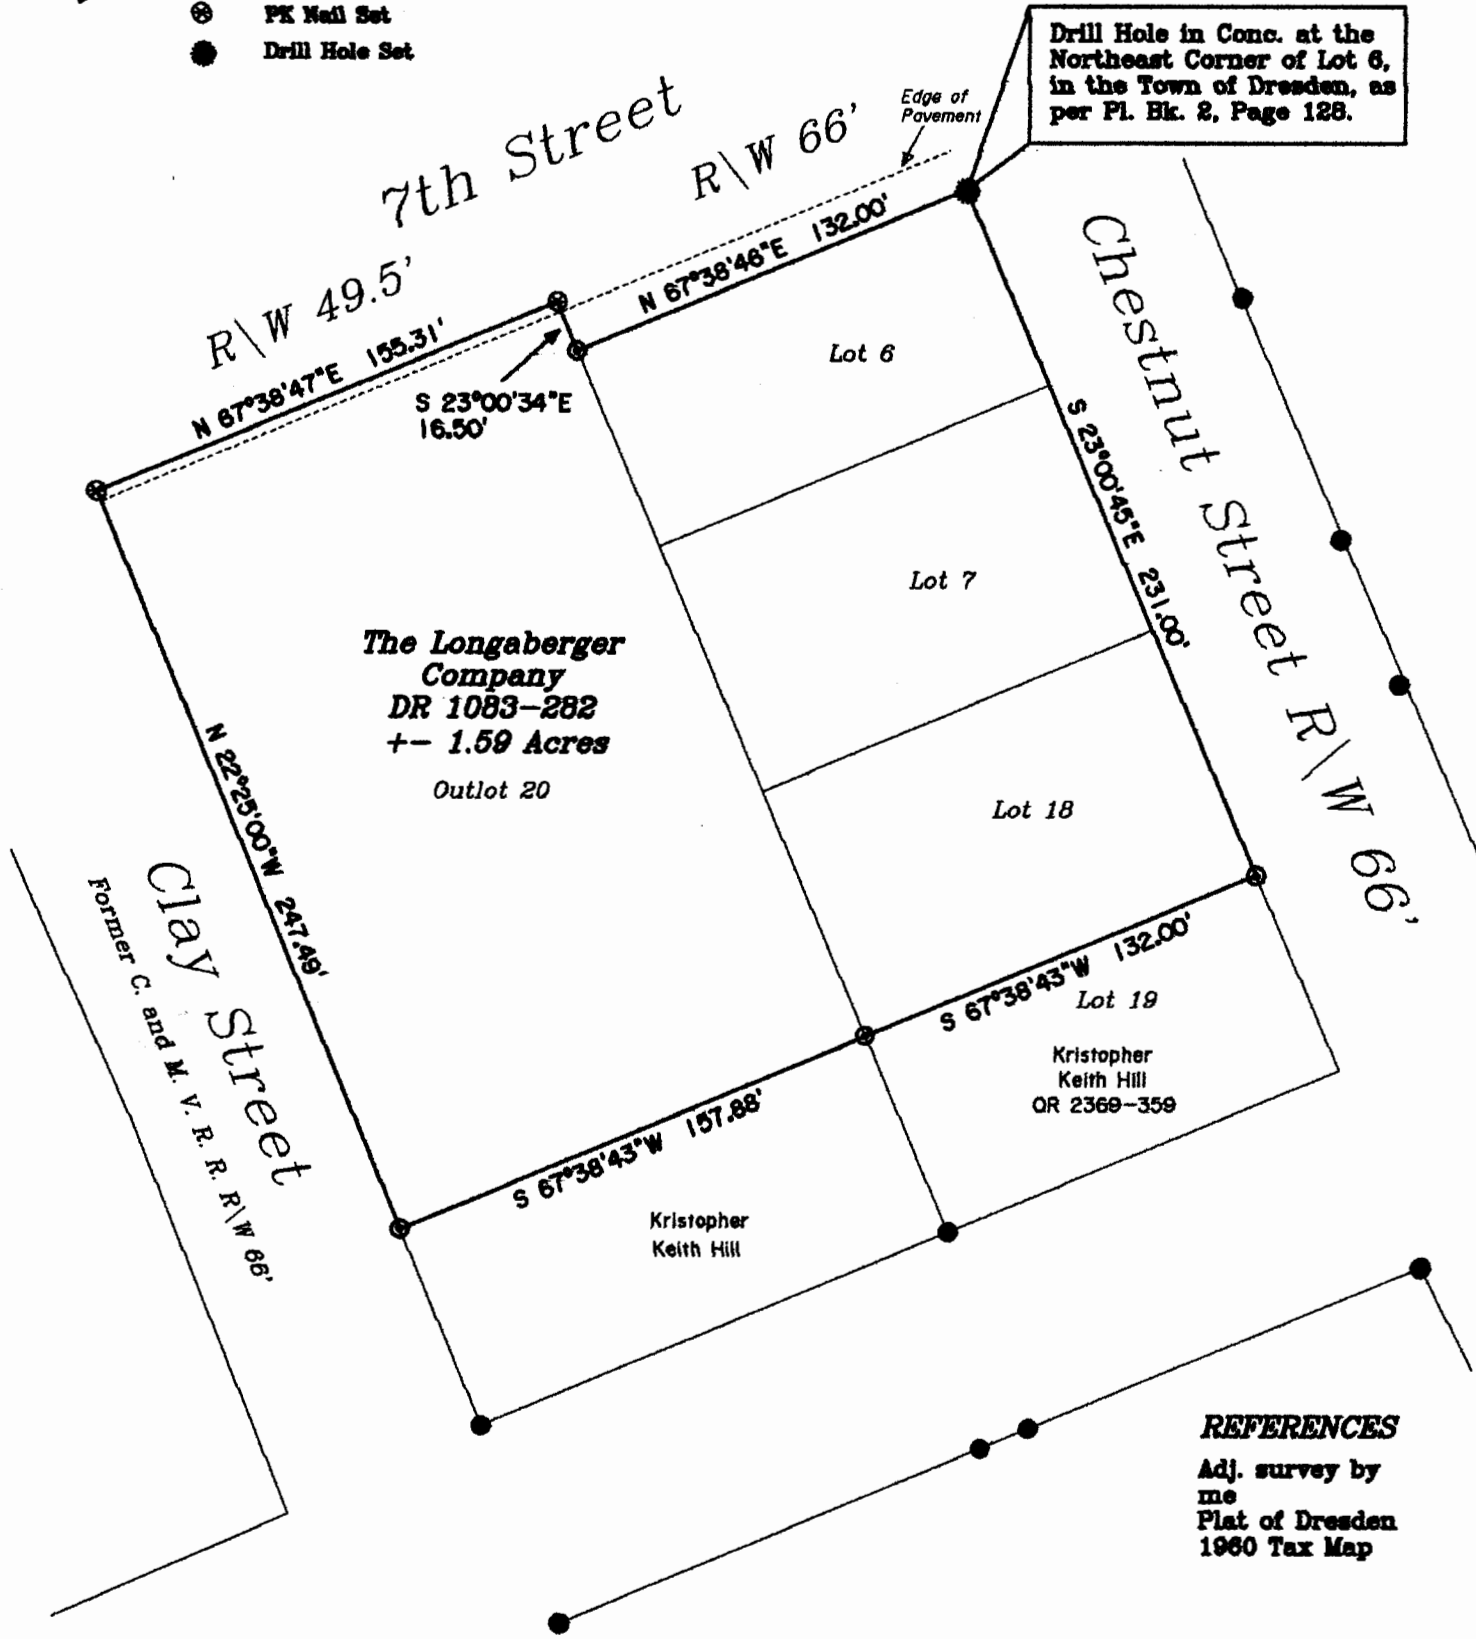 PK Nail Set
Drill Hole Set
Drill Hole in Conc. at the
Northeast Corner of Lot 6,
in the Town of Dresden, as
per Pl. Bk. 2, Page 128.
7th Street
R\W 66'
Edge of
Pavement
R\W 49.5'
N 67°38'47"E 155.31'
N 67°38'46"E 132.00'
S 23°00'34"E
16.50'
Lot 6
Chestnut Street R\W 66'
S 23°00'45"E 231.00'
Lot 7
The Longaberger
Company
DR 1083-282
+- 1.59 Acres
Outlot 20
Lot 18
N 22°25'00"W 247.49'
Clay Street
Former C. and M. V. R. R. R\W 66'
S 67°38'43"W 132.00'
Lot 19
Kristopher
Keith Hill
OR 2369-359
S 67°38'43"W 157.88'
Kristopher
Keith Hill
REFERENCES
Adj. survey by
me
Plat of Dresden
1960 Tax Map